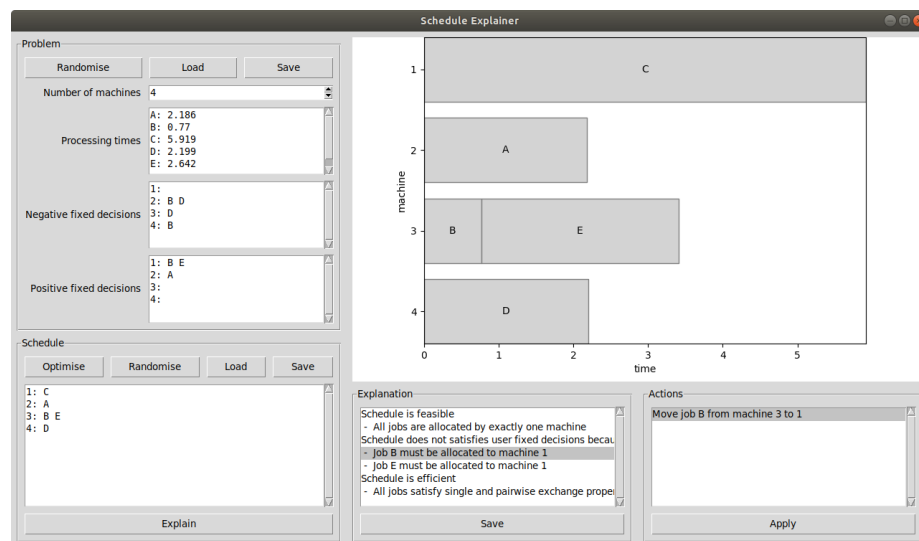 Schedule Explainer
Problem
Randomise Load Save
Number of machines 4
Processing times
A: 2.186
B: 0.77
C: 5.919
D: 2.199
E: 2.642
Negative fixed decisions
1:
2: B D
3: D
4: B
Positive fixed decisions
1: B E
2: A
3:
4:
Schedule
Optimise Randomise Load Save
1: C
2: A
3: B E
4: D
Explain
machine
1
2
3
4
C
A
B E
D
0 1 2 3 4 5
time
Explanation
Schedule is feasible
- All jobs are allocated by exactly one machine
Schedule does not satisfies user fixed decisions becau
- Job B must be allocated to machine 1
- Job E must be allocated to machine 1
Schedule is efficient
- All jobs satisfy single and pairwise exchange prope
Save
Actions
Move job B from machine 3 to 1
Apply